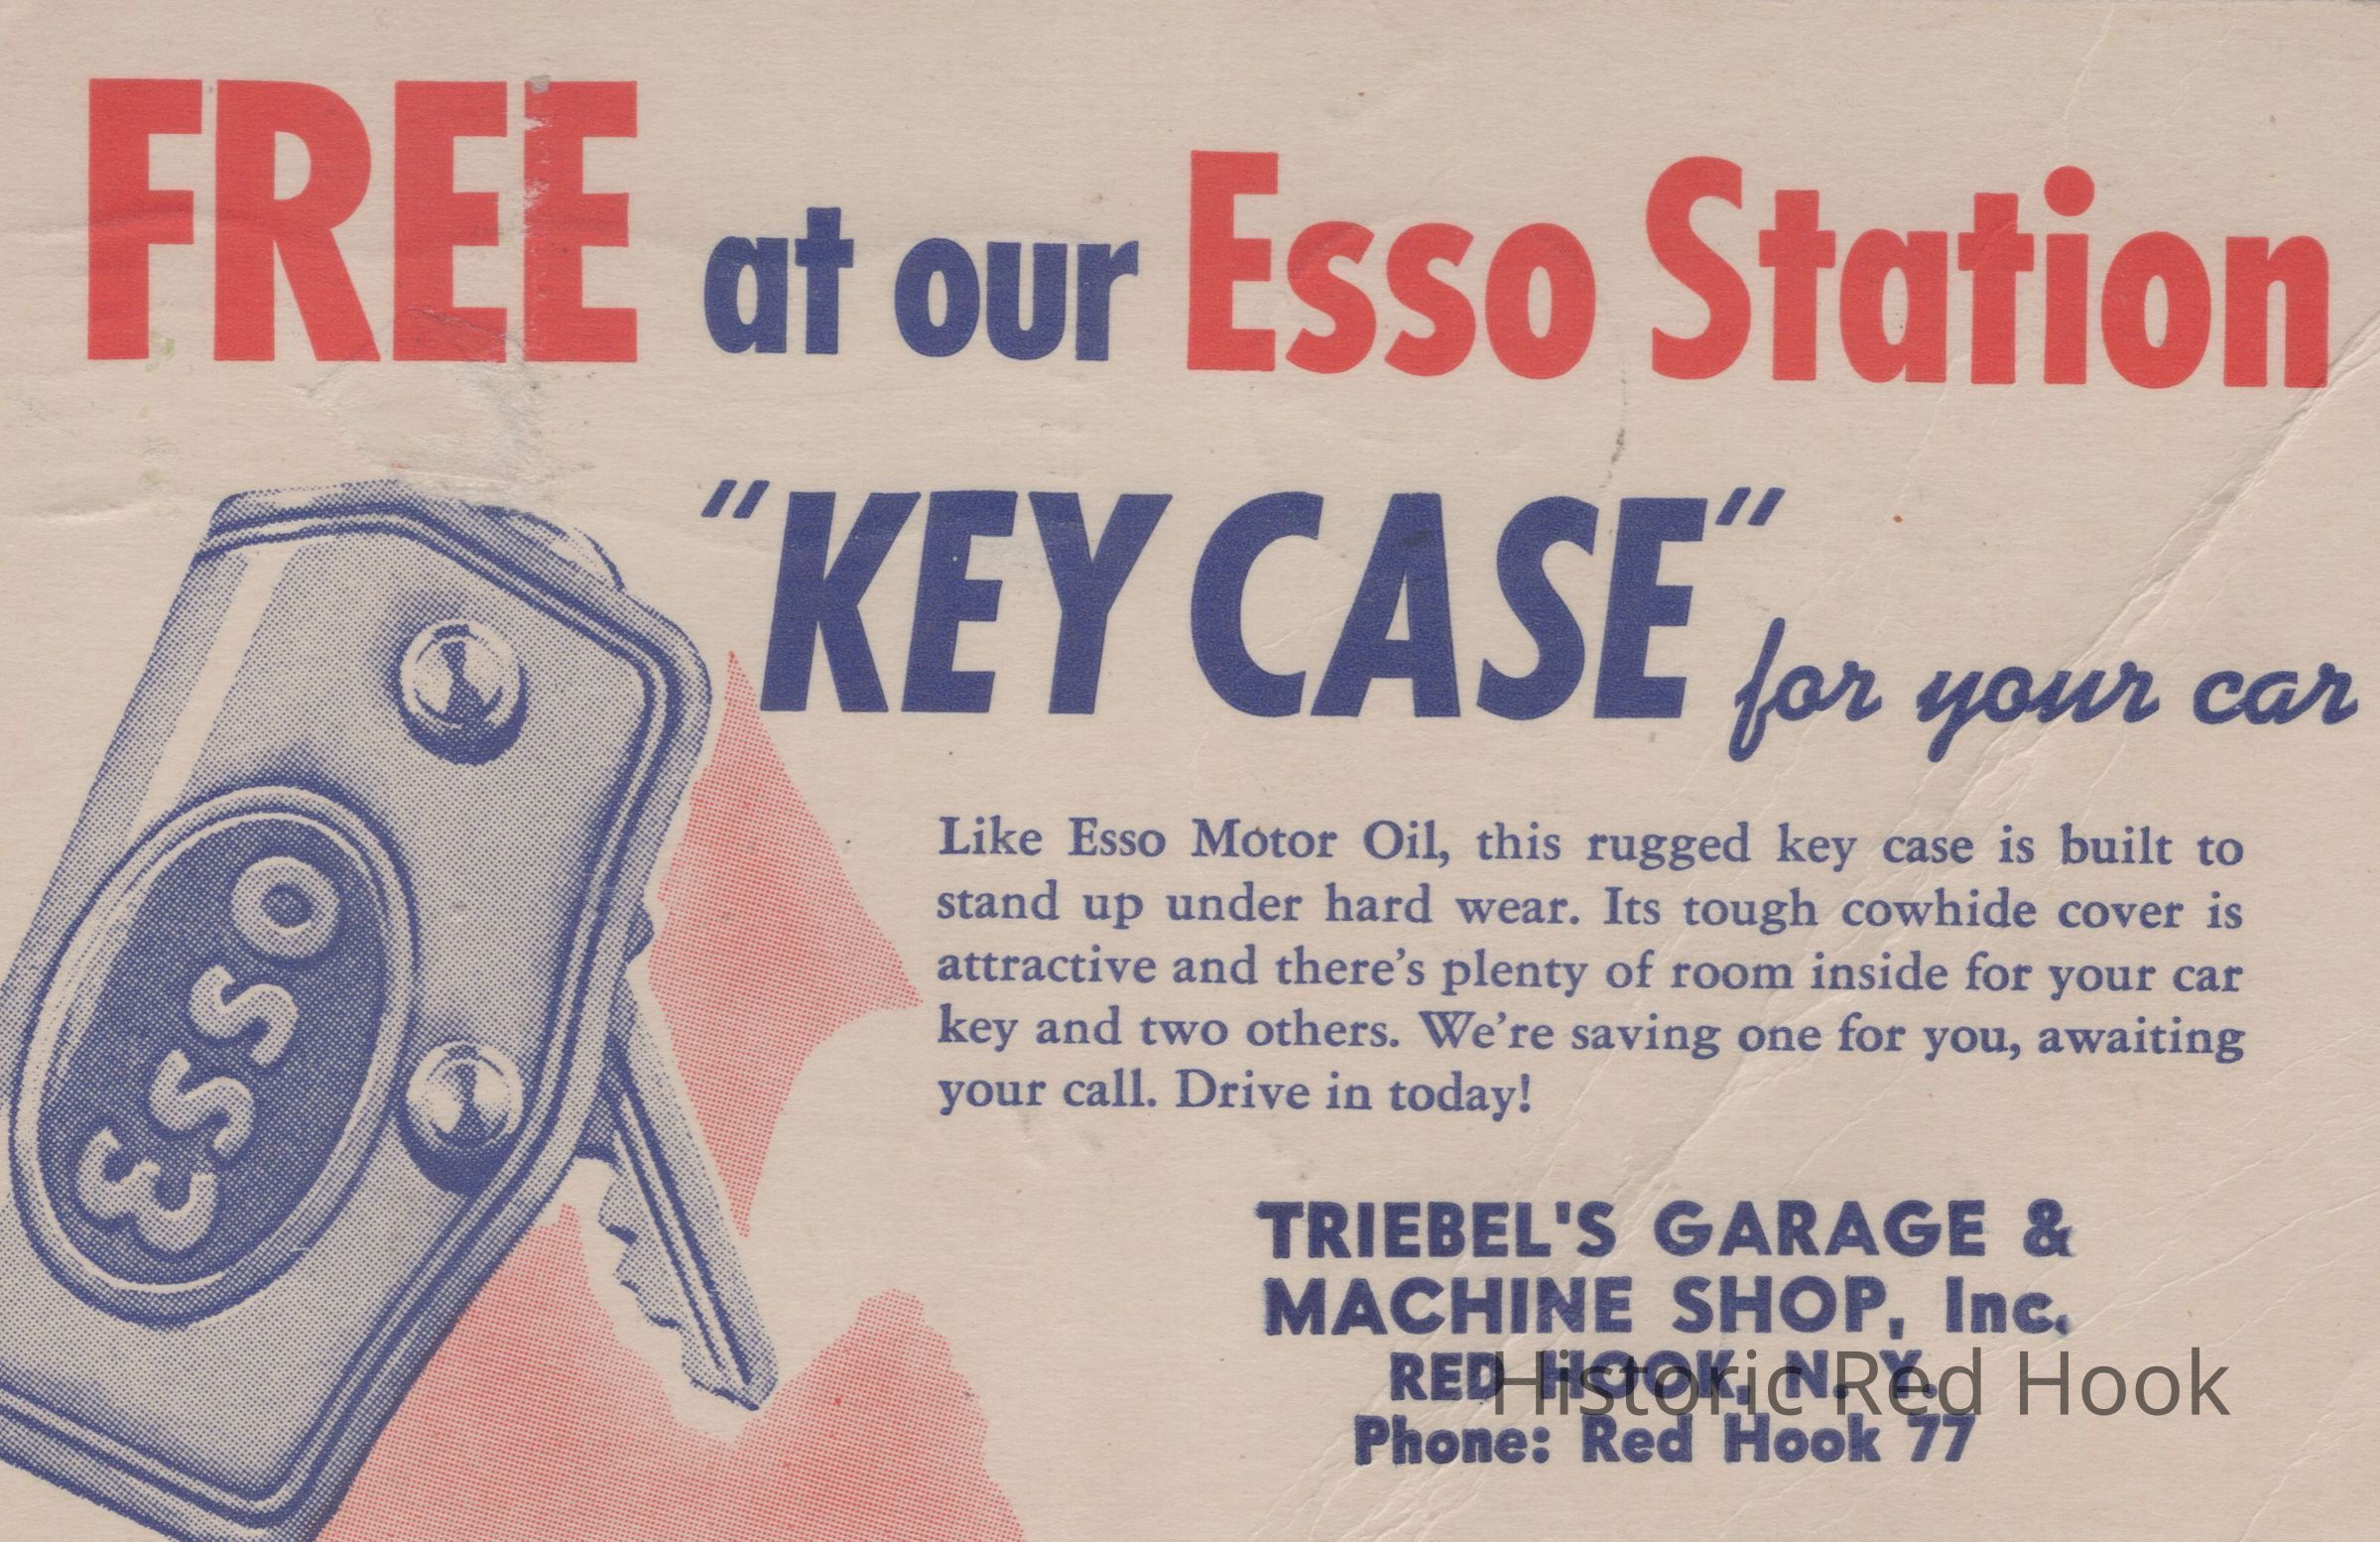 FREE at our Esso Station
"KEY CASE" for your car
Like Esso Motor Oil, this rugged key case is built to
stand up under hard wear. Its tough cowhide cover is
attractive and there's plenty of room inside for your car
key and two others. We're saving one for you, awaiting
your call. Drive in today!
ESSO
TRIEBEL'S GARAGE &
MACHINE SHOP, Inc.
RED HOOK, N. Y.
Historic Red Hook
Phone: Red Hook 77